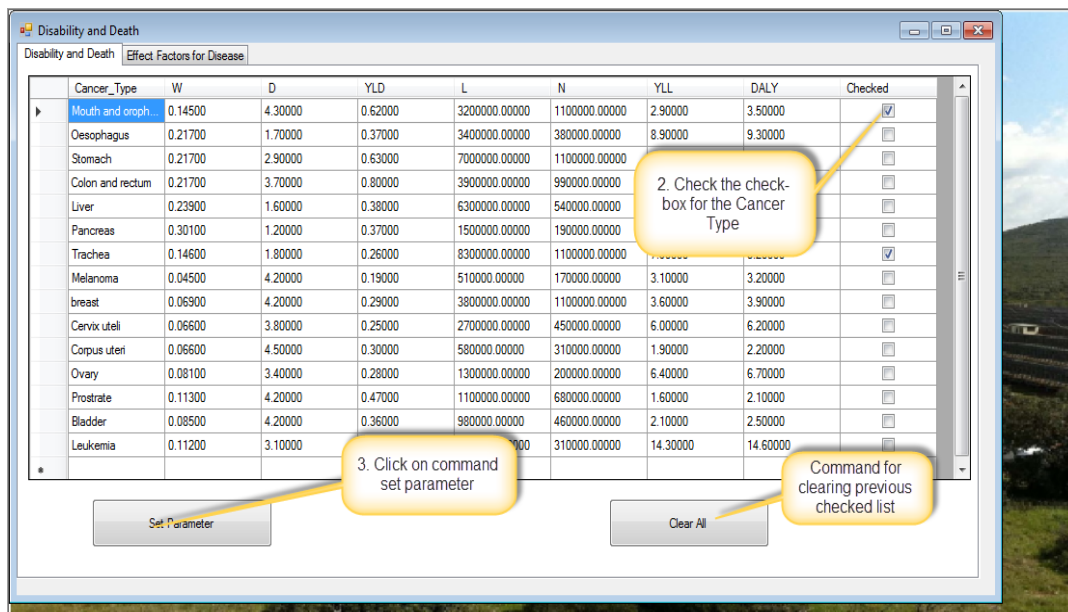 Disability and Death
Disability and Death Effect Factors for Disease
Cancer_Type W D YLD L N YLL DALY Checked
Mouth and oroph... 0.14500 4.30000 0.62000 3200000.00000 1100000.00000 2.90000 3.50000
Oesophagus 0.21700 1.70000 0.37000 3400000.00000 380000.00000 8.90000 9.30000
Stomach 0.21700 2.90000 0.63000 7000000.00000 1100000.00000
Colon and rectum 0.21700 3.70000 0.80000 3900000.00000 990000.00000
Liver 0.23900 1.60000 0.38000 6300000.00000 540000.00000
Pancreas 0.30100 1.20000 0.37000 1500000.00000 190000.00000
Trachea 0.14600 1.80000 0.26000 8300000.00000 1100000.00000
Melanoma 0.04500 4.20000 0.19000 510000.00000 170000.00000 3.10000 3.20000
breast 0.06900 4.20000 0.29000 3800000.00000 1100000.00000 3.60000 3.90000
Cervix uteli 0.06600 3.80000 0.25000 2700000.00000 450000.00000 6.00000 6.20000
Corpus uteri 0.06600 4.50000 0.30000 580000.00000 310000.00000 1.90000 2.20000
Ovary 0.08100 3.40000 0.28000 1300000.00000 200000.00000 6.40000 6.70000
Prostrate 0.11300 4.20000 0.47000 1100000.00000 680000.00000 1.60000 2.10000
Bladder 0.08500 4.20000 0.36000 980000.00000 460000.00000 2.10000 2.50000
Leukemia 0.11200 3.10000 310000.00000 14.30000 14.60000
2. Check the check-
box for the Cancer
Type
3. Click on command
set parameter
Command for
clearing previous
checked list
Set Parameter
Clear All